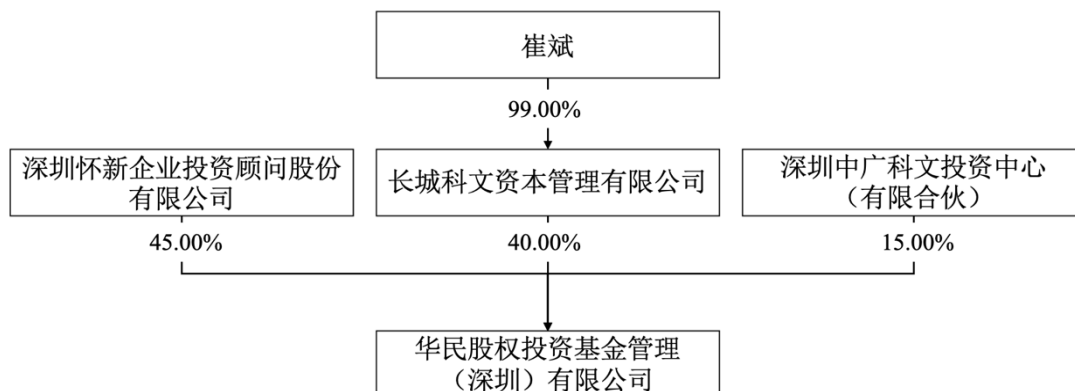 崔斌
99.00%
深圳怀新企业投资顾问股份
有限公司
长城科文资本管理有限公司
深圳中广科文投资中心
（有限合伙）
45.00%
40.00%
15.00%
华民股权投资基金管理
（深圳）有限公司